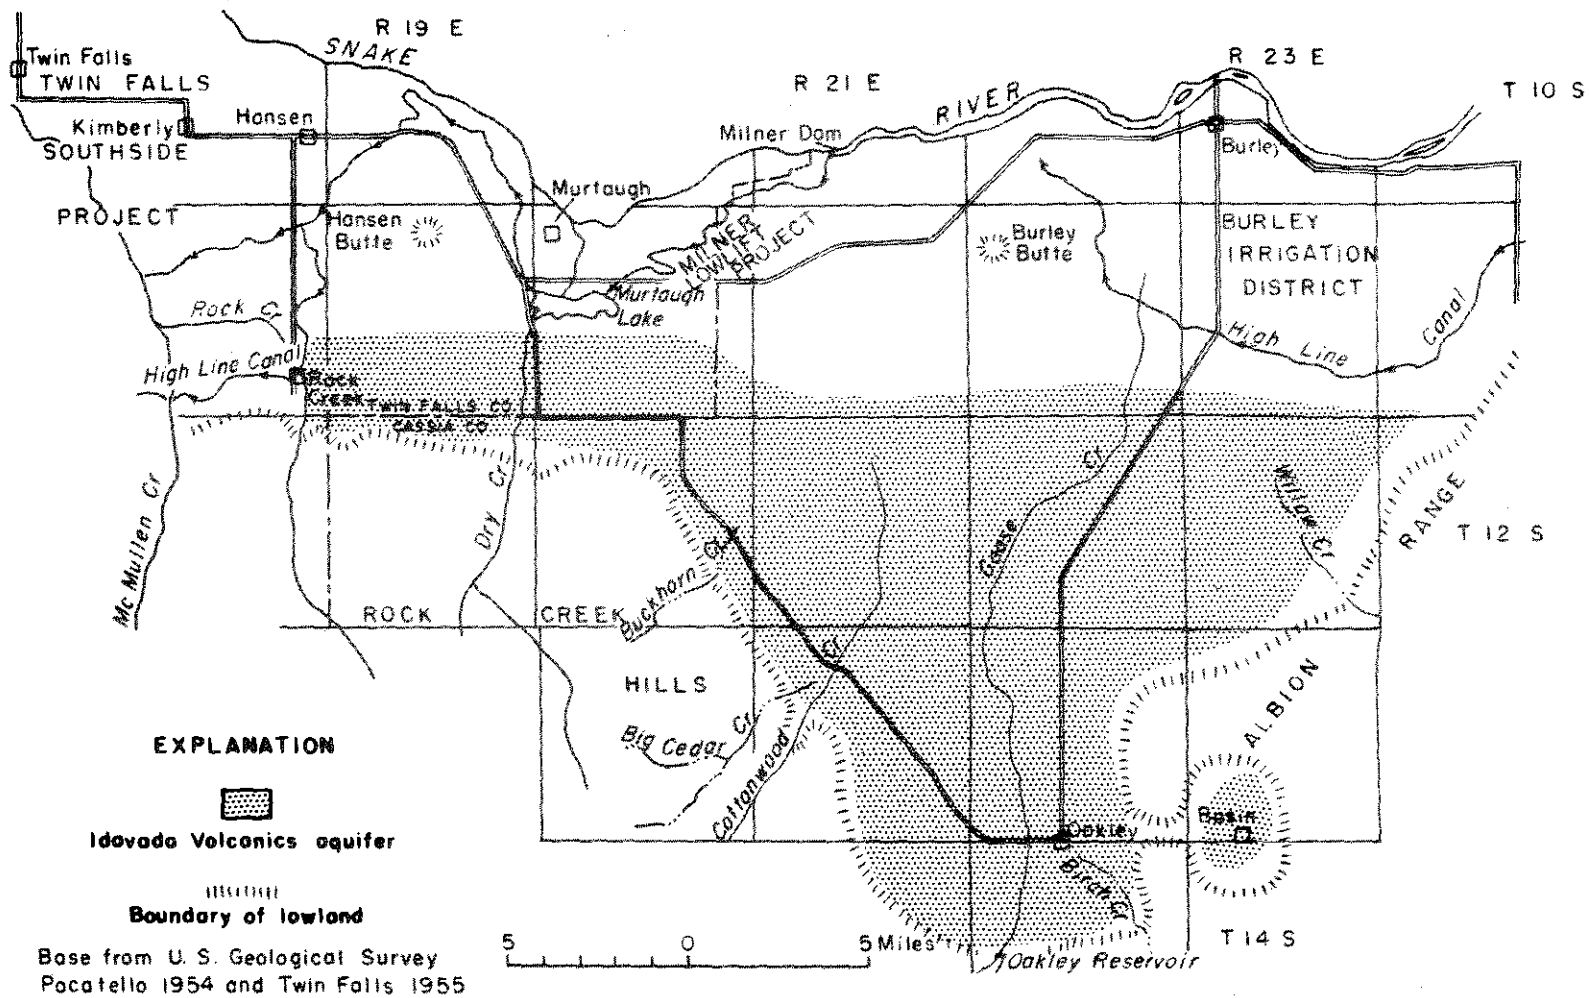 R 19 E
SNAKE
RIVER
R 21 E
R 23 E
T 10 S
Twin Falls
TWIN FALLS
Kimberly
SOUTHSIDE
PROJECT
Hansen
Milner Dam
Burley
Murtaugh
Hansen
Butte
MILNER
LOWLIFT
PROJECT
Burley
Butte
BURLEY
IRRIGATION
DISTRICT
Murtaugh
Lake
Rock Cr
High Line Canal
High Line Canal
Rock
Creek
TWIN FALLS CO
CASSIA CO
Mc Mullen Cr
Dry Cr
Goose Cr
Willow Cr
RANGE
T 12 S
Buckhorn Cr
ROCK CREEK
HILLS
Cr
Big Cedar Cr
Cottonwood
ALBION
Basin
Oakley
Birch Cr
T 14 S
Oakley Reservoir
EXPLANATION
Idavada Volcanics aquifer
Boundary of lowland
Base from U. S. Geological Survey
Pocatello 1954 and Twin Falls 1955
5 0 5 Miles